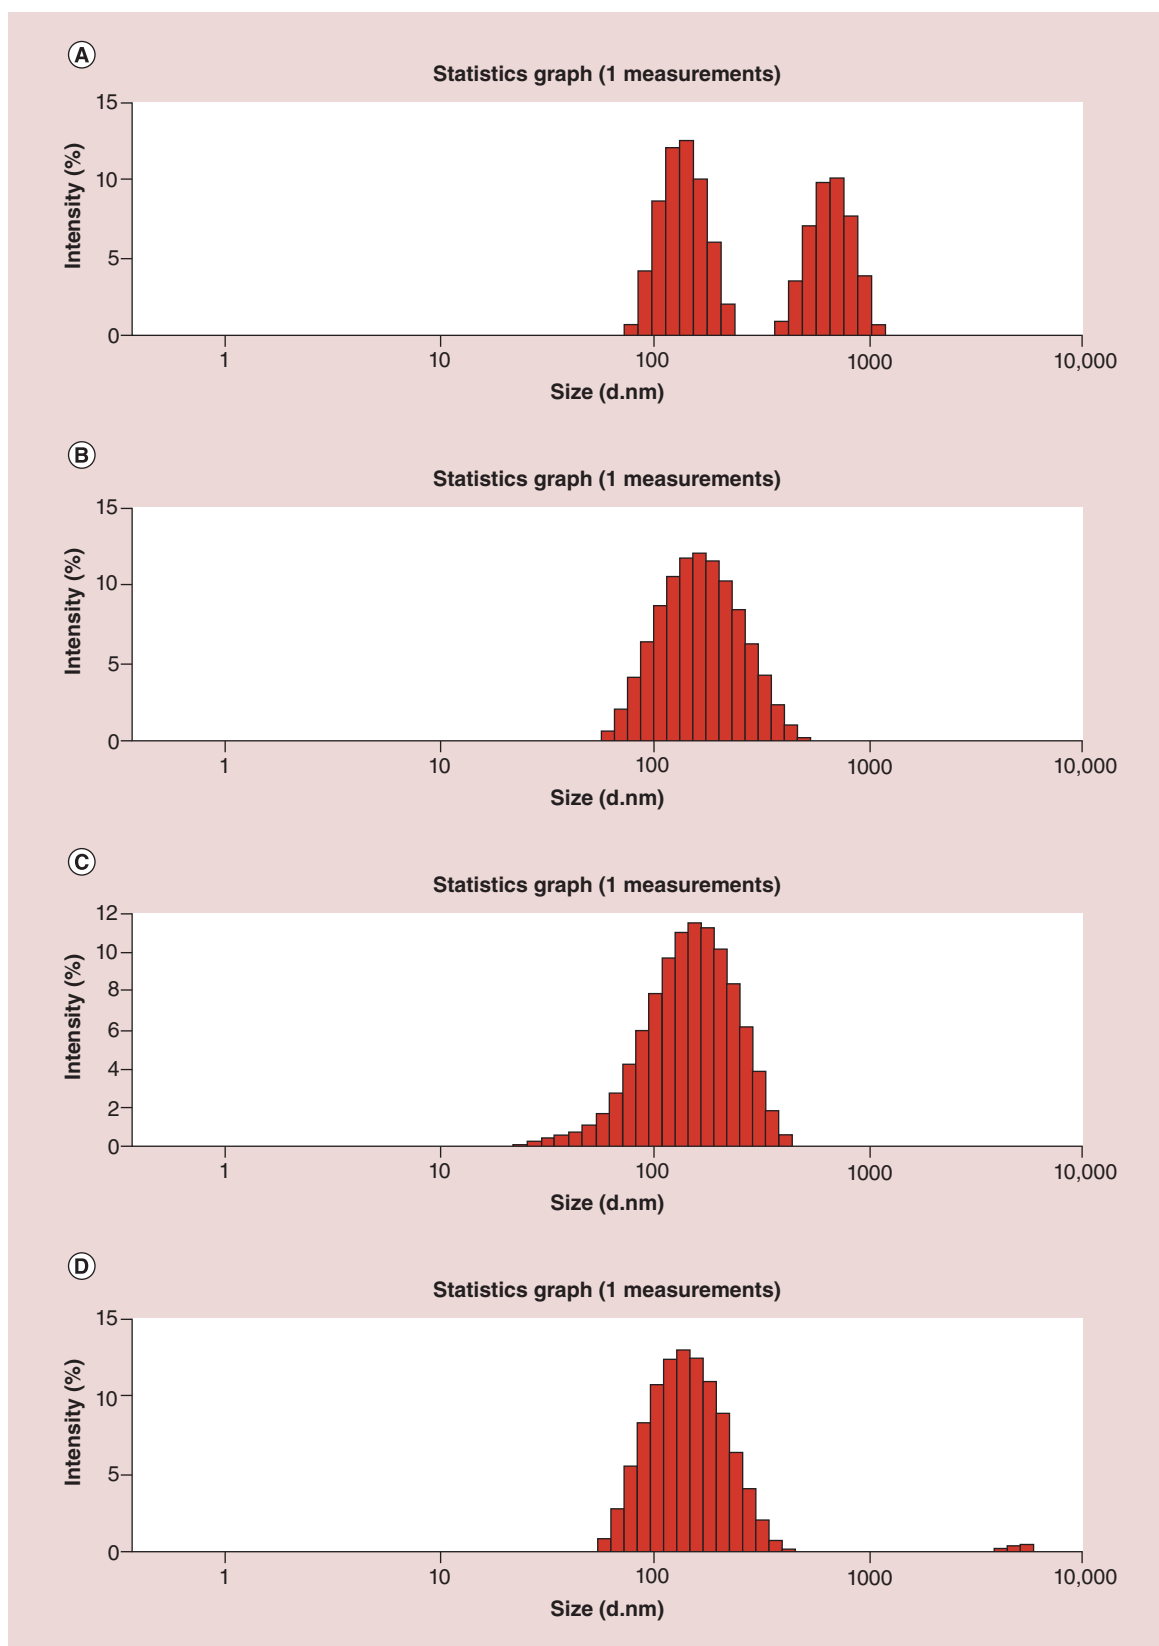 A
Statistics graph (1 measurements)
15
10
5
0
Intensity (%)
1 10 100 1000 10,000
Size (d.nm)
B
Statistics graph (1 measurements)
15
10
5
0
Intensity (%)
1 10 100 1000 10,000
Size (d.nm)
C
Statistics graph (1 measurements)
12
10
8
6
4
2
0
Intensity (%)
1 10 100 1000 10,000
Size (d.nm)
D
Statistics graph (1 measurements)
15
10
5
0
Intensity (%)
1 10 100 1000 10,000
Size (d.nm)